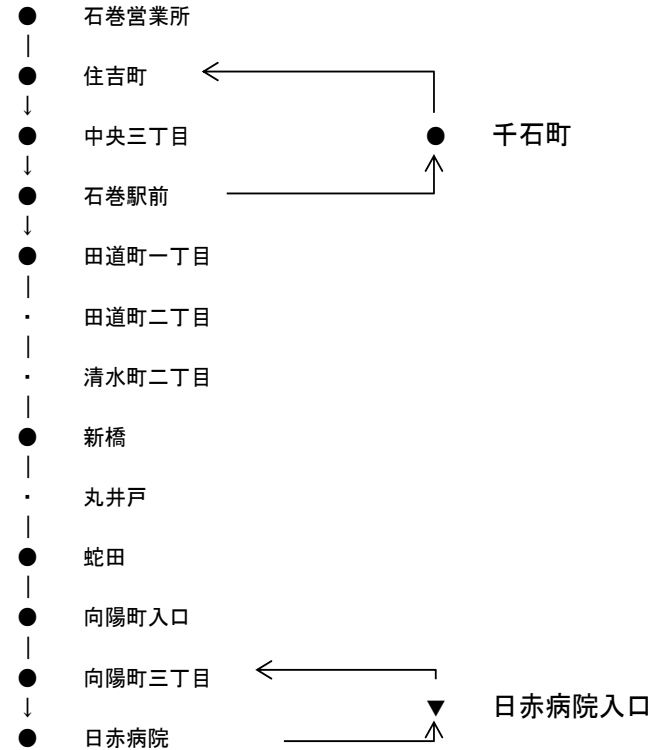 石巻営業所
住吉町
中央三丁目
千石町
石巻駅前
田道町一丁目
田道町二丁目
清水町二丁目
新橋
丸井戸
蛇田
向陽町入口
向陽町三丁目
日赤病院入口
日赤病院